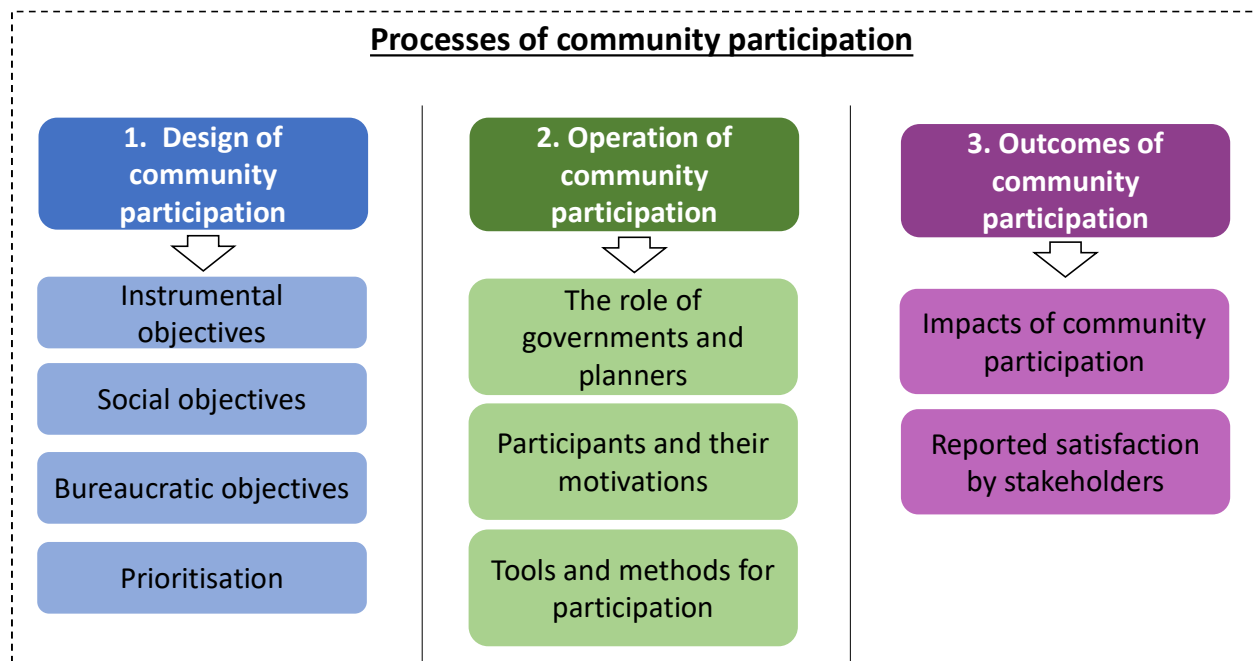 Processes of community participation
1. Design of
community
participation
Instrumental
objectives
Social objectives
Bureaucratic objectives
Prioritisation
2. Operation of
community
participation
The role of
governments and
planners
Participants and their
motivations
Tools and methods for
participation
3. Outcomes of
community
participation
Impacts of community
participation
Reported satisfaction
by stakeholders